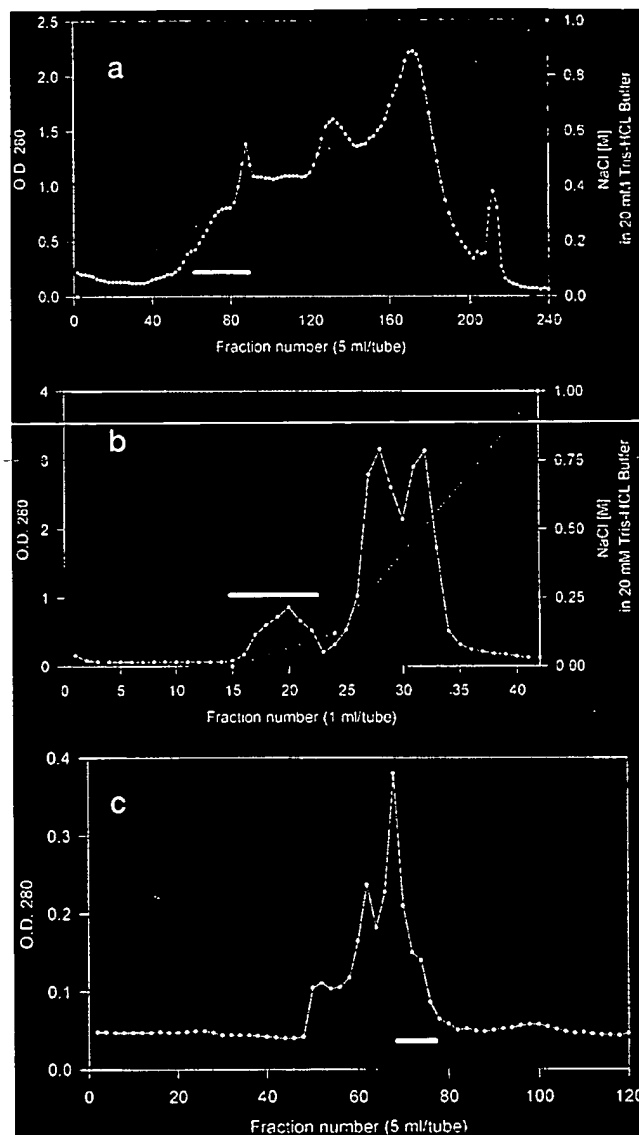 a
2.5
2.0
1.5
1.0
0.5
0.0
O.D. 260
1.0
0.8
0.6
0.4
0.2
0.0
NaCl [M]
in 20 mM Tris-HCL Buffer
0 40 80 120 160 200 240
Fraction number (5 ml/tube)
b
4
3
2
1
0
O.D. 260
1.00
0.75
0.50
0.25
0.00
NaCl [M]
in 20 mM Tris-HCL Buffer
0 5 10 15 20 25 30 35 40
Fraction number (1 ml/tube)
c
0.4
0.3
0.2
0.1
0.0
O.D. 280
0 20 40 60 80 100 120
Fraction number (5 ml/tube)